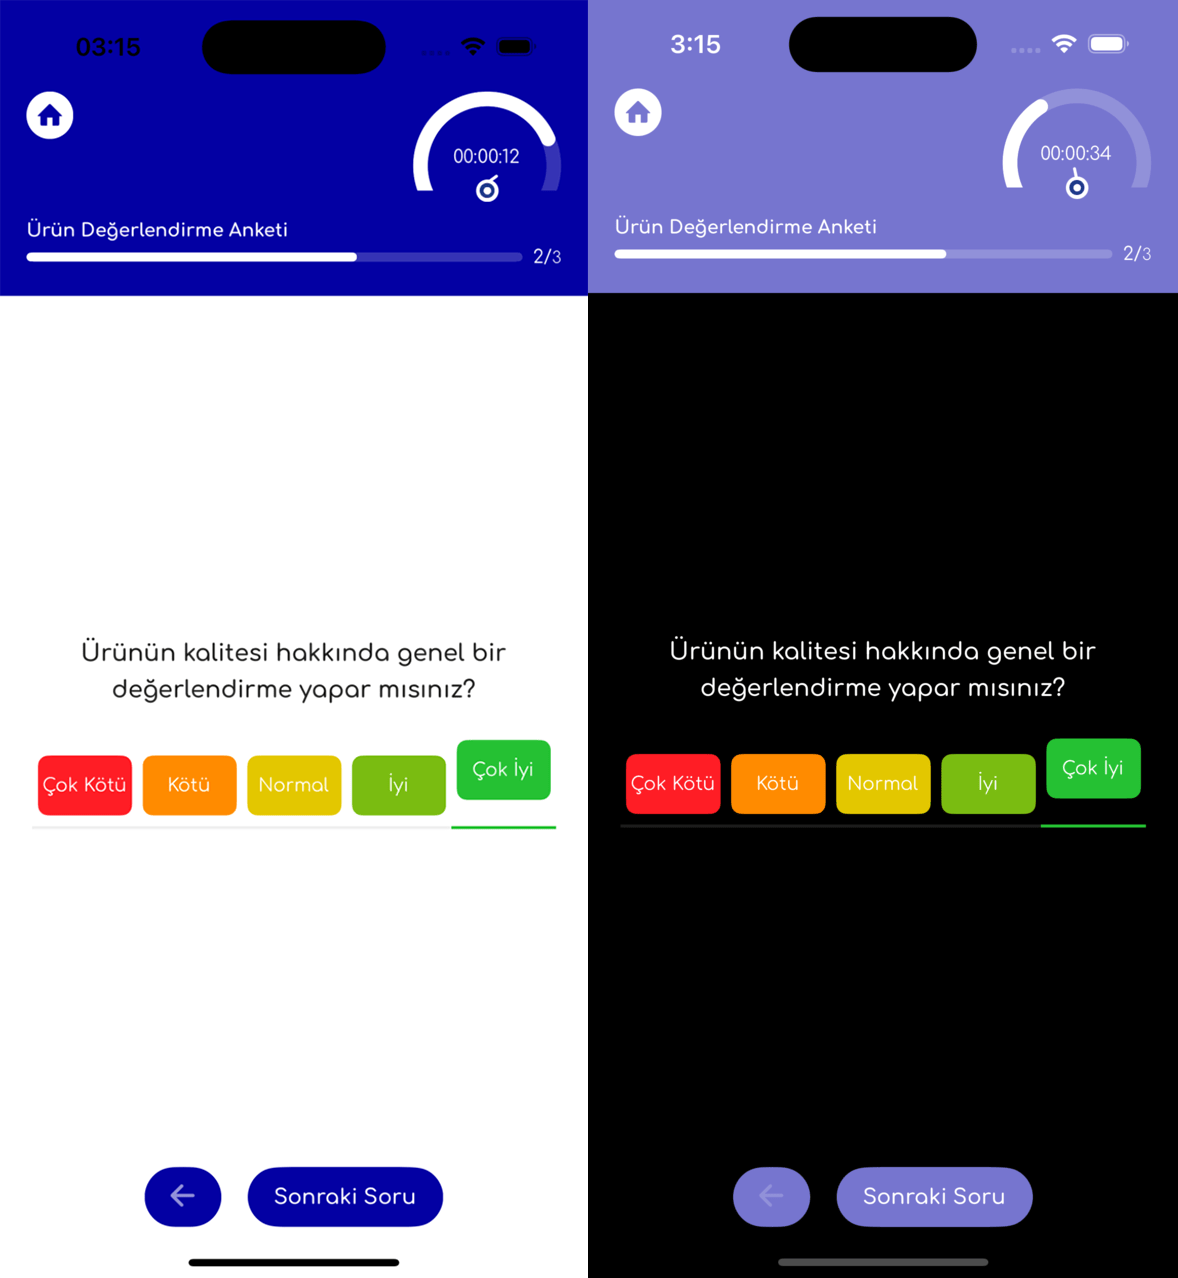 03:15
00:00:12
Ürün Değerlendirme Anketi
2/3
Ürünün kalitesi hakkında genel bir
değerlendirme yapar mısınız?
Çok Kötü
Kötü
Normal
İyi
Çok İyi
Sonraki Soru
3:15
00:00:34
Ürün Değerlendirme Anketi
2/3
Ürünün kalitesi hakkında genel bir
değerlendirme yapar mısınız?
Çok Kötü
Kötü
Normal
İyi
Çok İyi
Sonraki Soru